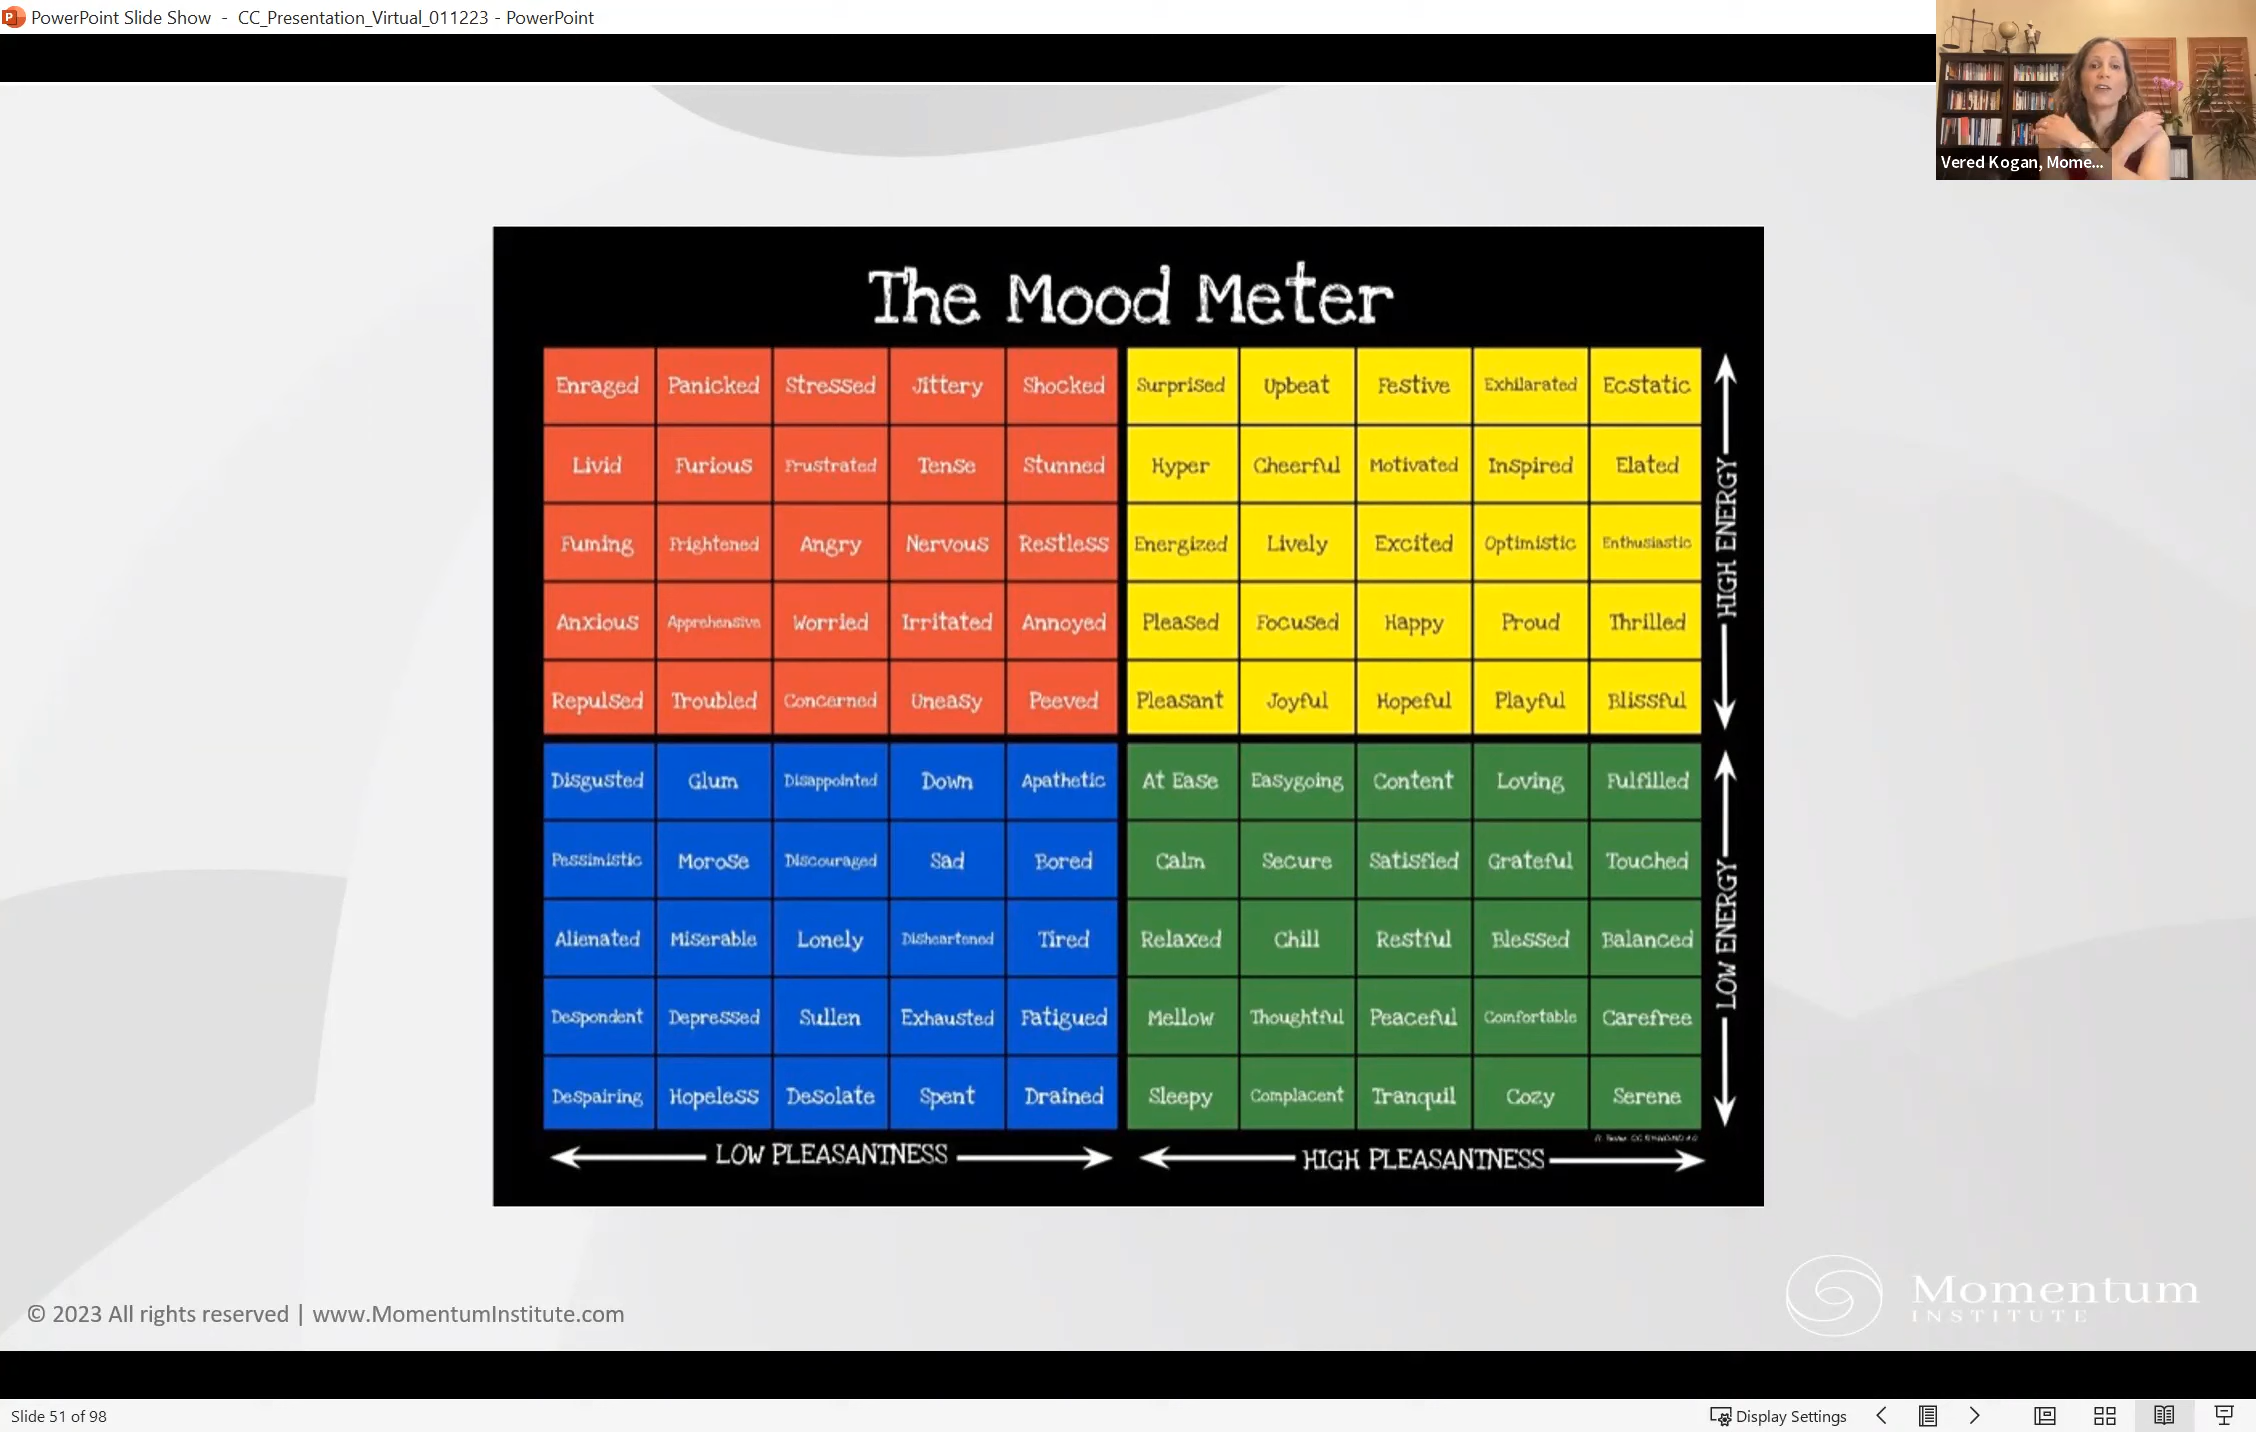 PowerPoint Slide Show - CC_Presentation_Virtual_011223 - PowerPoint
Vered Kogan, Mome...
The Mood Meter
Enraged Panicked Stressed Jittery Shocked Surprised Upbeat Festive Exhilarated Ecstatic
Livid Furious Frustrated Tense Stunned Hyper Cheerful Motivated Inspired Elated
Fuming Frightened Angry Nervous Restless Energized Lively Excited Optimistic Enthusiastic
Anxious Apprehensive Worried Irritated Annoyed Pleased Focused Happy Proud Thrilled
Repulsed Troubled Concerned Uneasy Peeved Pleasant Joyful Hopeful Playful Blissful
HIGH ENERGY
Disgusted Glum Disappointed Down Apathetic At Ease Easygoing Content Loving Fulfilled
Pessimistic Morose Discouraged Sad Bored Calm Secure Satisfied Grateful Touched
Alienated Miserable Lonely Disheartened Tired Relaxed Chill Restful Blessed Balanced
Despondent Depressed Sullen Exhausted Fatigued Mellow Thoughtful Peaceful Comfortable Carefree
Despairing Hopeless Desolate Spent Drained Sleepy Complacent Tranquil Cozy Serene
LOW ENERGY
LOW PLEASANTNESS HIGH PLEASANTNESS
© 2023 All rights reserved | www.MomentumInstitute.com
Momentum
INSTITUTE
Slide 51 of 98
Display Settings